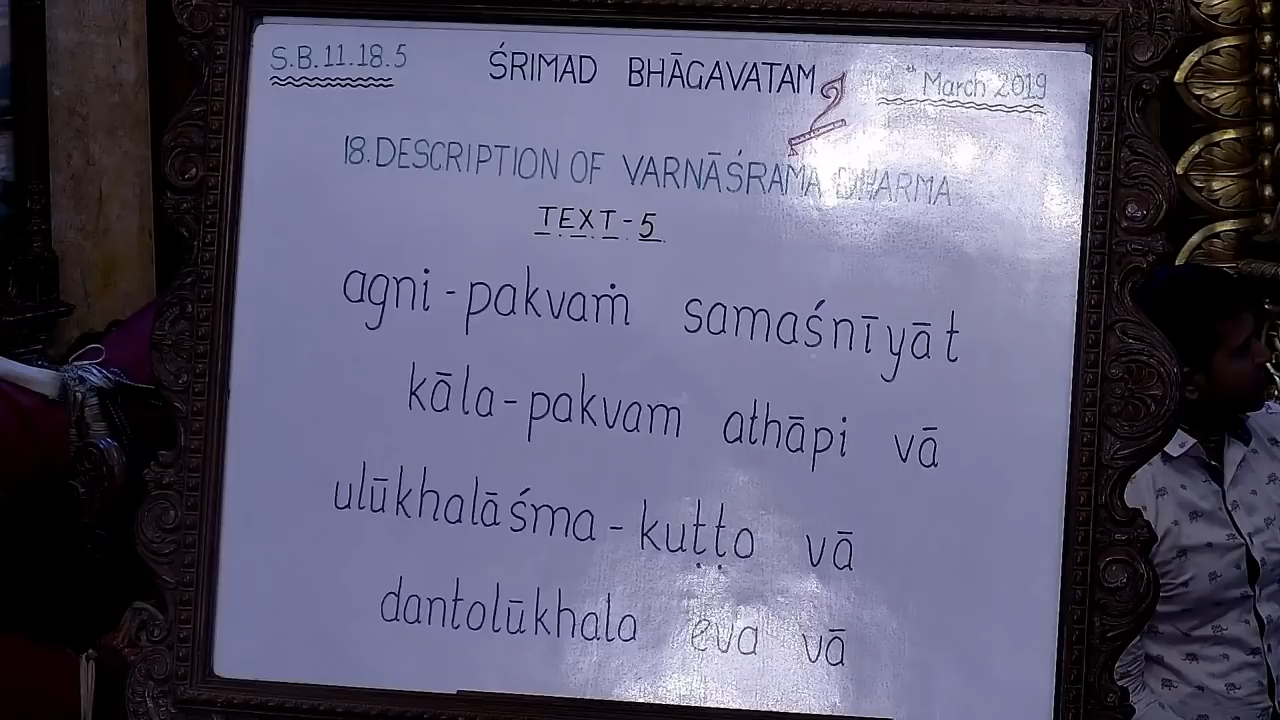 S.B.11.18.5 ŚRIMAD BHĀGAVATAM March 2019
18.DESCRIPTION OF VARNĀŚRAMA DHARMA
TEXT-5
agni-pakvaṁ samaśnīyāt
kāla-pakvam athāpi vā
ulūkhalāśma-kuṭṭo vā
dantolūkhala eva vā